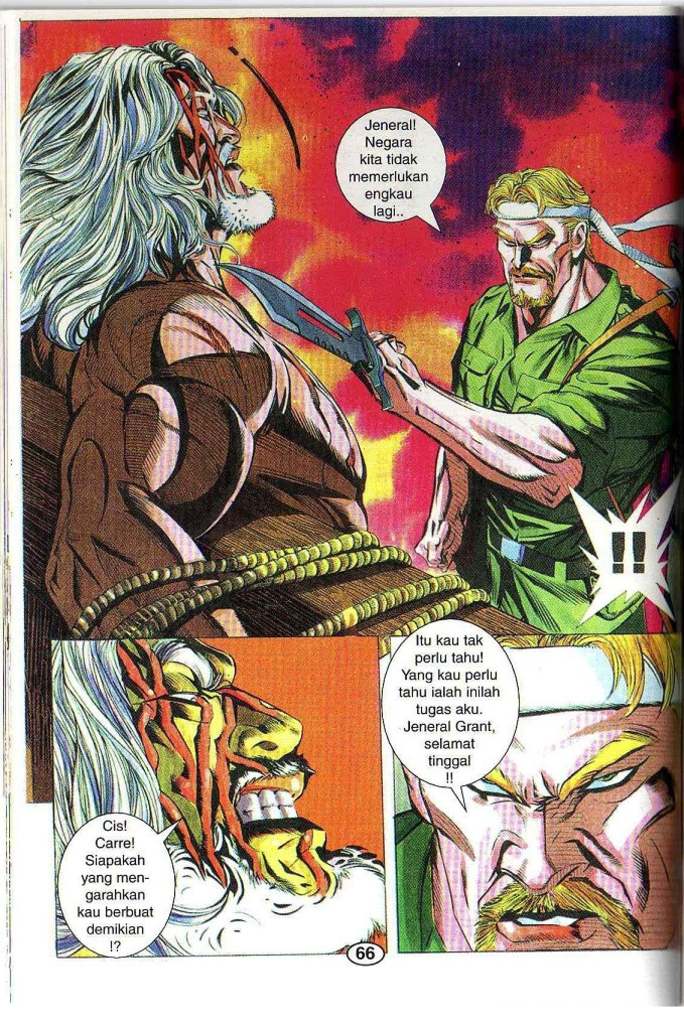 Jeneral!
Negara
kita tidak
memerlukan
engkau
lagi..
!!
Cis!
Carre!
Siapakah
yang men-
garahkan
kau berbuat
demikian
!?
Itu kau tak
perlu tahu!
Yang kau perlu
tahu ialah inilah
tugas aku.
Jeneral Grant,
selamat
tinggal
!!
66